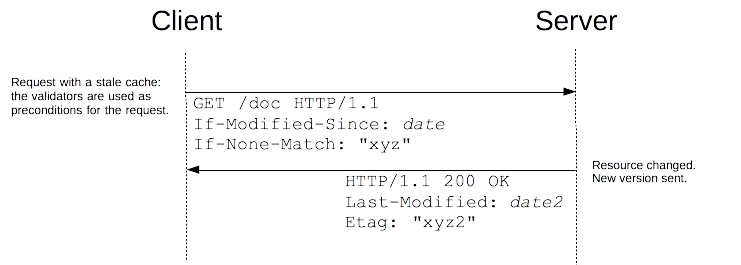 Client
Server
Request with a stale cache:
the validators are used as
preconditions for the request.
GET /doc HTTP/1.1
If-Modified-Since: date
If-None-Match: "xyz"
Resource changed.
New version sent.
HTTP/1.1 200 OK
Last-Modified: date2
Etag: "xyz2"